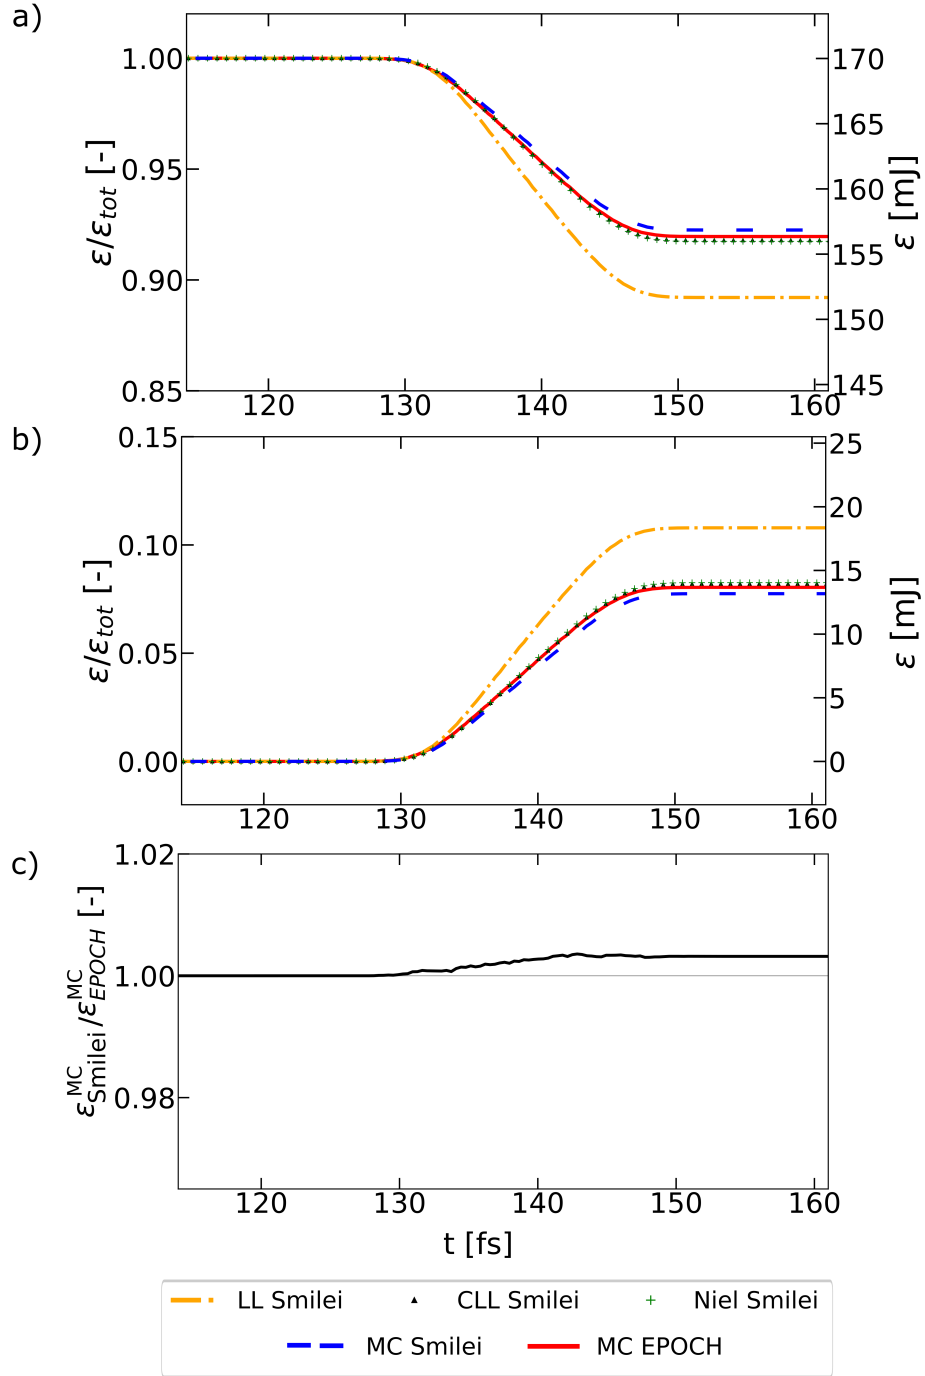 a)
1.00
0.95
0.90
0.85
ε/ε_tot [-]
170
165
160
155
150
145
ε [mJ]
120 130 140 150 160
b)
0.15
0.10
0.05
0.00
ε/ε_tot [-]
25
20
15
10
5
0
ε [mJ]
120 130 140 150 160
c)
1.02
1.00
0.98
ε^MC_Smilei/ε^MC_EPOCH [-]
120 130 140 150 160
t [fs]
LL Smilei CLL Smilei Niel Smilei
MC Smilei MC EPOCH